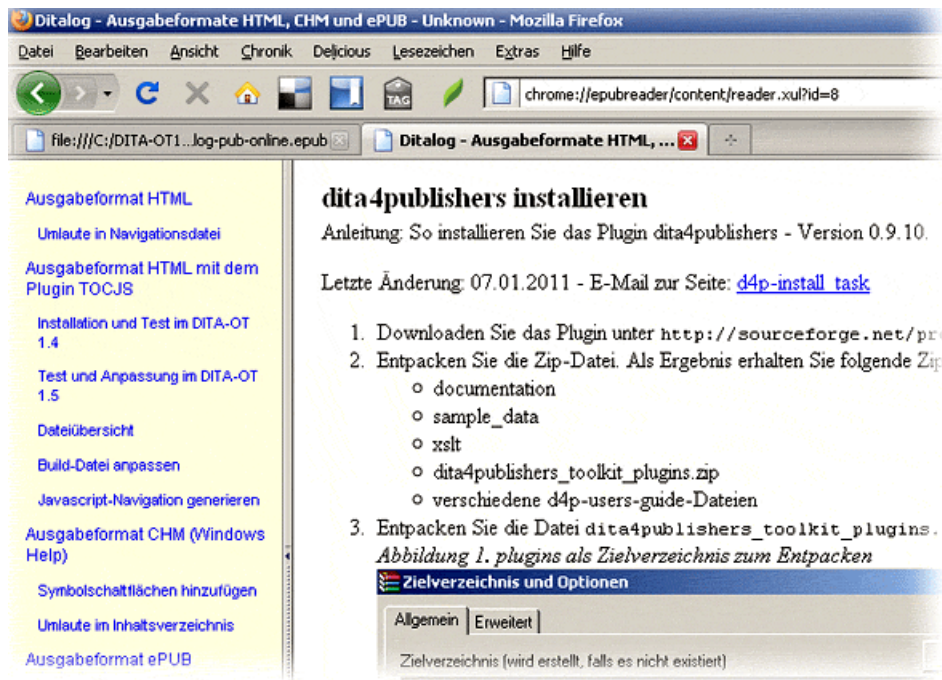 Ditalog - Ausgabeformate HTML, CHM und ePUB - Unknown - Mozilla Firefox
Datei Bearbeiten Ansicht Chronik Delicious Lesezeichen Extras Hilfe
TAG chrome://epubreader/content/reader.xul?id=8
file:///C:/DITA-OT1...log-pub-online.epub Ditalog - Ausgabeformate HTML, ...
Ausgabeformat HTML
Umlaute in Navigationsdatei
Ausgabeformat HTML mit dem
Plugin TOCJS
Installation und Test im DITA-OT
1.4
Test und Anpassung im DITA-OT
1.5
Dateiübersicht
Build-Datei anpassen
Javascript-Navigation generieren
Ausgabeformat CHM (Windows
Help)
Symbolschaltflächen hinzufügen
Umlaute im Inhaltsverzeichnis
Ausgabeformat ePUB
dita4publishers installieren
Anleitung: So installieren Sie das Plugin dita4publishers - Version 0.9.10.
Letzte Änderung: 07.01.2011 - E-Mail zur Seite: d4p-install_task
1. Downloaden Sie das Plugin unter http://sourceforge.net/pro
2. Entpacken Sie die Zip-Datei. Als Ergebnis erhalten Sie folgende Zip
documentation
sample_data
xslt
dita4publishers_toolkit_plugins.zip
verschiedene d4p-users-guide-Dateien
3. Entpacken Sie die Datei dita4publishers_toolkit_plugins.
Abbildung 1. plugins als Zielverzeichnis zum Entpacken
Zielverzeichnis und Optionen
Allgemein Erweitert
Zielverzeichnis (wird erstellt, falls es nicht existiert)